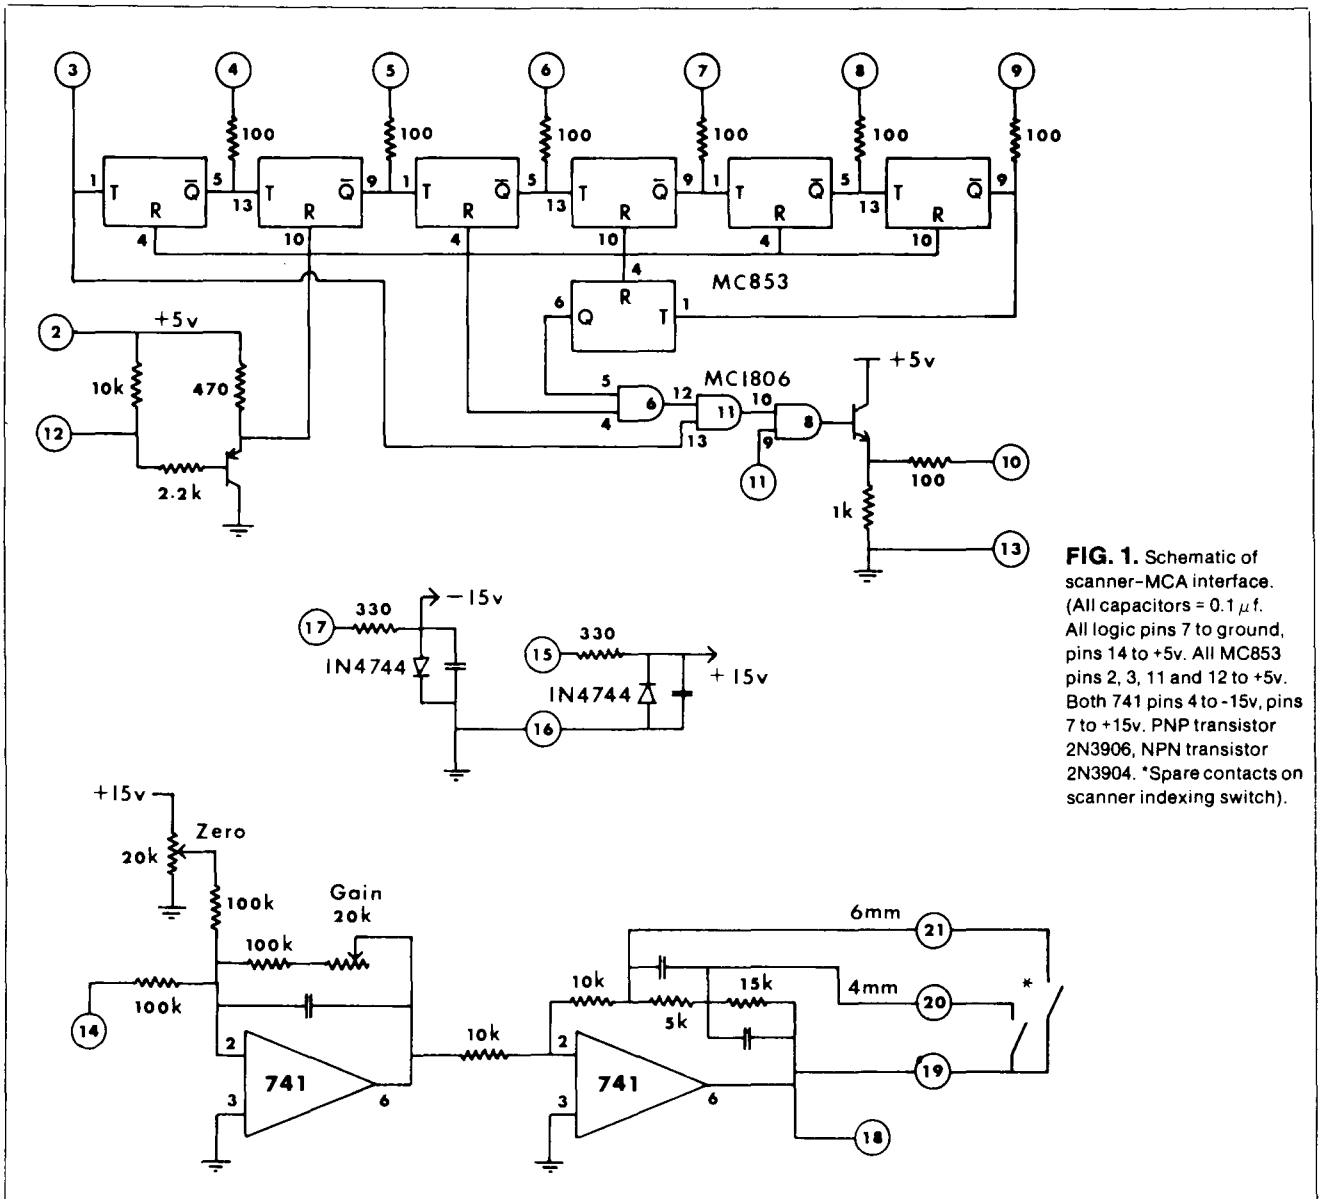 3 4 5 6 7 8 9
100 100 100 100 100 100
1 T Q̅ 5 13 T Q̅ 9 1 T Q̅ 5 13 T Q̅ 9 1 T Q̅ 5 13 T Q̅ 9
R R R R R R
4 10 4 10 4 10
4 MC853
6 Q R T 1
2 +5v
10k 470
12
2.2k
5 MC1806
4 6 12 11 10 8
13 9
11
+5v
10
100
1k
13
FIG. 1. Schematic of
scanner–MCA interface.
(All capacitors = 0.1 μf.
All logic pins 7 to ground,
pins 14 to +5v. All MC853
pins 2, 3, 11 and 12 to +5v.
Both 741 pins 4 to -15v, pins
7 to +15v. PNP transistor
2N3906, NPN transistor
2N3904. *Spare contacts on
scanner indexing switch).
17 330 -15v
1N4744
15 330 +15v
1N4744
16
+15v
Zero
20k
100k
Gain
20k
100k
100k
14
2
741
3 6
10k
10k
5k
15k
2
741
3 6
6mm 21
4mm 20 *
19
18